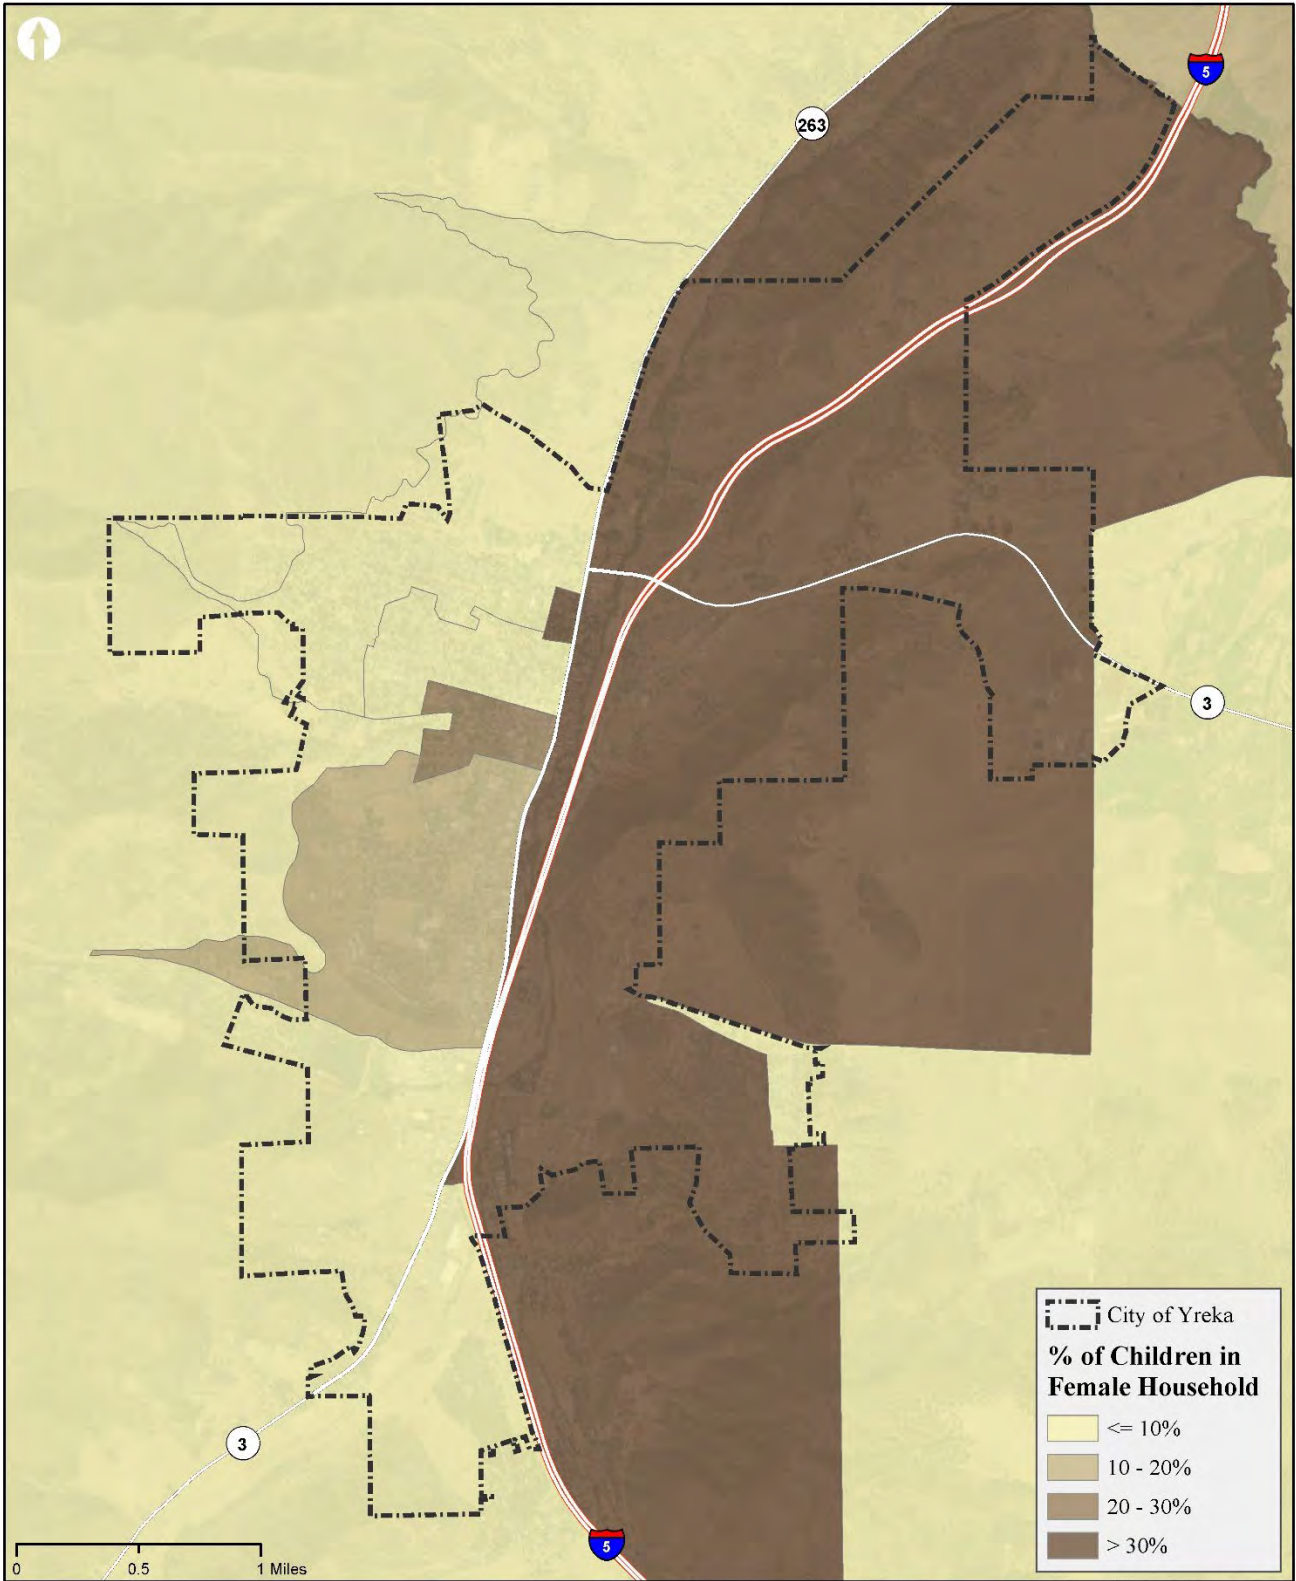 5
263
3
3
5
City of Yreka
% of Children in
Female Household
<= 10%
10 - 20%
20 - 30%
> 30%
0 0.5 1 Miles